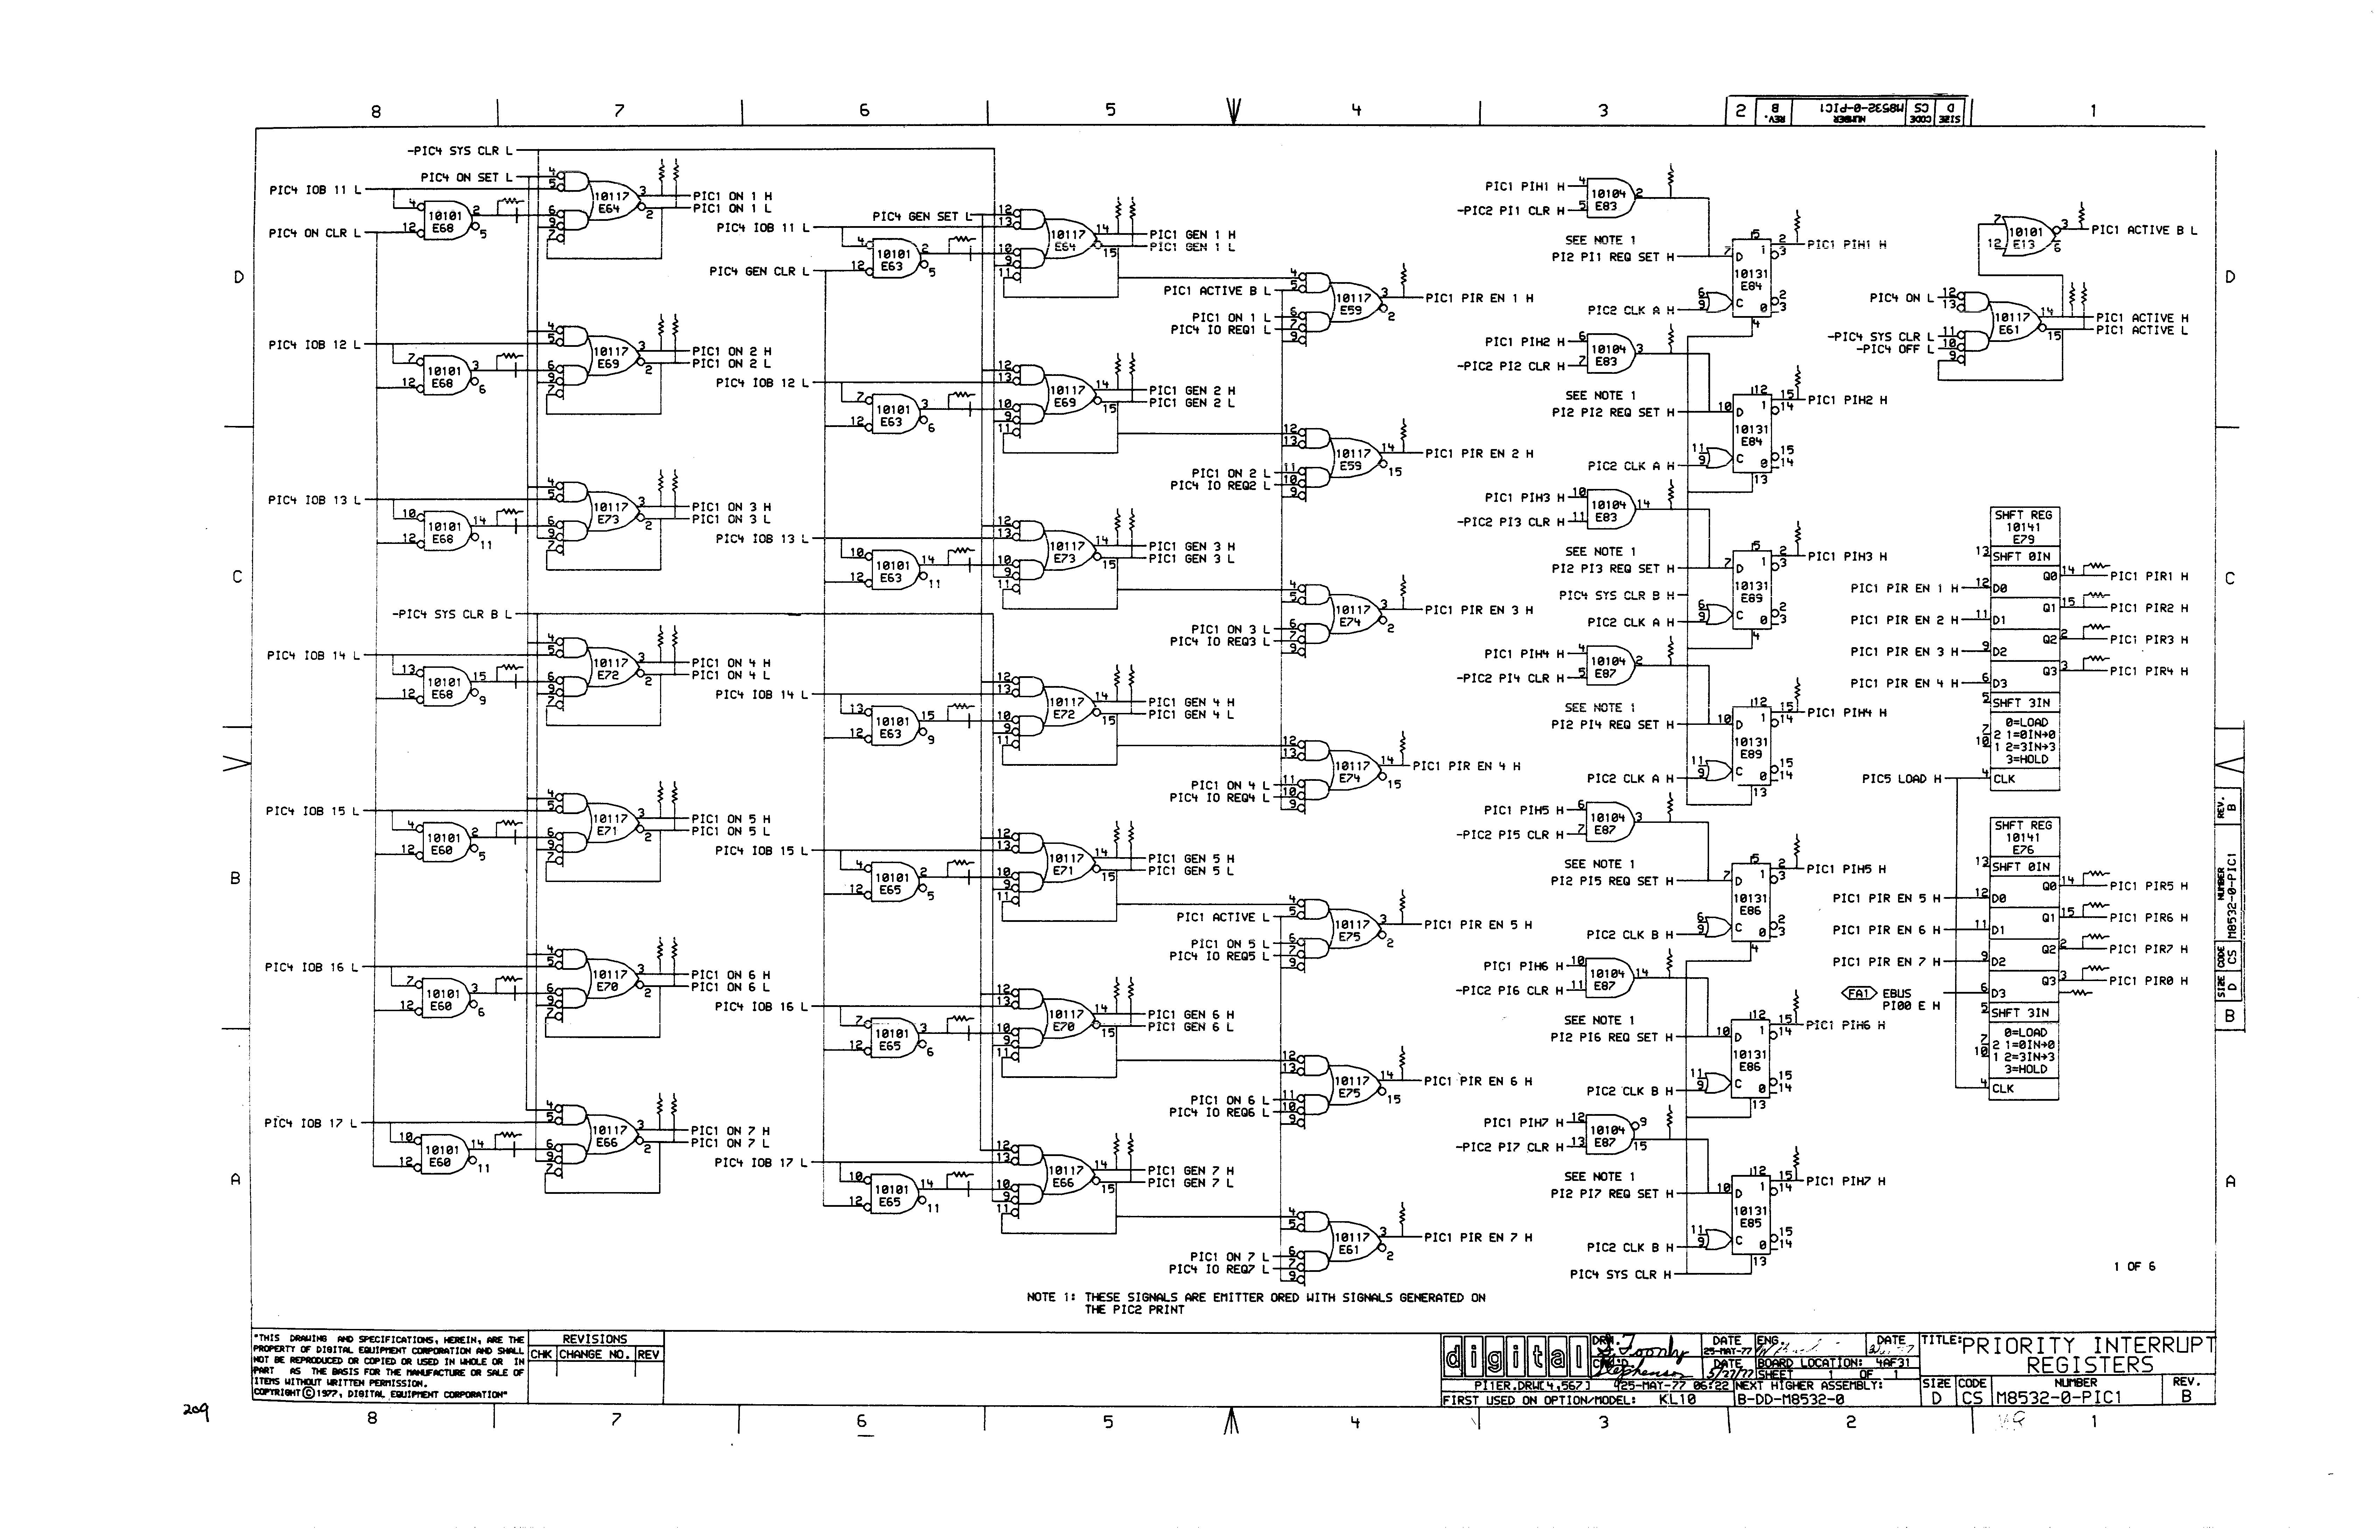 8 7 6 5 4 3 2 1
SIZE CODE NUMBER REV.
D CS M8532-0-PIC1 B
-PIC4 SYS CLR L
PIC4 ON SET L
PIC4 IOB 11 L
PIC4 ON CLR L
10101 E68
10117 E64
PIC1 ON 1 H
PIC1 ON 1 L
PIC4 IOB 12 L
10101 E68
10117 E69
PIC1 ON 2 H
PIC1 ON 2 L
PIC4 IOB 13 L
10101 E68
10117 E73
PIC1 ON 3 H
PIC1 ON 3 L
-PIC4 SYS CLR B L
PIC4 IOB 14 L
10101 E68
10117 E72
PIC1 ON 4 H
PIC1 ON 4 L
PIC4 IOB 15 L
10101 E60
10117 E71
PIC1 ON 5 H
PIC1 ON 5 L
PIC4 IOB 16 L
10101 E60
10117 E70
PIC1 ON 6 H
PIC1 ON 6 L
PIC4 IOB 17 L
10101 E60
10117 E66
PIC1 ON 7 H
PIC1 ON 7 L
PIC4 GEN SET L
PIC4 IOB 11 L
PIC4 GEN CLR L
10101 E63
10117 E64
PIC1 GEN 1 H
PIC1 GEN 1 L
PIC4 IOB 12 L
10101 E63
10117 E69
PIC1 GEN 2 H
PIC1 GEN 2 L
PIC4 IOB 13 L
10101 E63
10117 E73
PIC1 GEN 3 H
PIC1 GEN 3 L
PIC4 IOB 14 L
10101 E63
10117 E72
PIC1 GEN 4 H
PIC1 GEN 4 L
PIC4 IOB 15 L
10101 E65
10117 E71
PIC1 GEN 5 H
PIC1 GEN 5 L
PIC4 IOB 16 L
10101 E65
10117 E70
PIC1 GEN 6 H
PIC1 GEN 6 L
PIC4 IOB 17 L
10101 E65
10117 E66
PIC1 GEN 7 H
PIC1 GEN 7 L
PIC1 ACTIVE B L
PIC1 ON 1 L
PIC4 IO REQ1 L
10117 E59
PIC1 PIR EN 1 H
PIC1 ON 2 L
PIC4 IO REQ2 L
10117 E59
PIC1 PIR EN 2 H
PIC1 ON 3 L
PIC4 IO REQ3 L
10117 E74
PIC1 PIR EN 3 H
PIC1 ON 4 L
PIC4 IO REQ4 L
10117 E74
PIC1 PIR EN 4 H
PIC1 ACTIVE L
PIC1 ON 5 L
PIC4 IO REQ5 L
10117 E75
PIC1 PIR EN 5 H
PIC1 ON 6 L
PIC4 IO REQ6 L
10117 E75
PIC1 PIR EN 6 H
PIC1 ON 7 L
PIC4 IO REQ7 L
10117 E61
PIC1 PIR EN 7 H
PIC1 PIH1 H
-PIC2 PI1 CLR H
10104 E83
SEE NOTE 1
PI2 PI1 REQ SET H
PIC2 CLK A H
10131 E84
PIC1 PIH1 H
PIC1 PIH2 H
-PIC2 PI2 CLR H
10104 E83
SEE NOTE 1
PI2 PI2 REQ SET H
PIC2 CLK A H
10131 E84
PIC1 PIH2 H
PIC1 PIH3 H
-PIC2 PI3 CLR H
10104 E83
SEE NOTE 1
PI2 PI3 REQ SET H
PIC4 SYS CLR B H
PIC2 CLK A H
10131 E89
PIC1 PIH3 H
PIC1 PIH4 H
-PIC2 PI4 CLR H
10104 E87
SEE NOTE 1
PI2 PI4 REQ SET H
PIC2 CLK A H
10131 E89
PIC1 PIH4 H
PIC1 PIH5 H
-PIC2 PI5 CLR H
10104 E87
SEE NOTE 1
PI2 PI5 REQ SET H
PIC2 CLK B H
10131 E86
PIC1 PIH5 H
PIC1 PIH6 H
-PIC2 PI6 CLR H
10104 E87
SEE NOTE 1
PI2 PI6 REQ SET H
PIC2 CLK B H
10131 E86
PIC1 PIH6 H
PIC1 PIH7 H
-PIC2 PI7 CLR H
10104 E87
SEE NOTE 1
PI2 PI7 REQ SET H
PIC2 CLK B H
PIC4 SYS CLR H
10131 E85
PIC1 PIH7 H
10101 E13
PIC1 ACTIVE B L
PIC4 ON L
-PIC4 SYS CLR L
-PIC4 OFF L
10117 E61
PIC1 ACTIVE H
PIC1 ACTIVE L
SHFT REG
10141
E79
SHFT 0IN
PIC1 PIR EN 1 H D0 Q0 PIC1 PIR1 H
PIC1 PIR EN 2 H D1 Q1 PIC1 PIR2 H
PIC1 PIR EN 3 H D2 Q2 PIC1 PIR3 H
PIC1 PIR EN 4 H D3 Q3 PIC1 PIR4 H
SHFT 3IN
0=LOAD
2 1=0IN→0
1 2=3IN→3
3=HOLD
PIC5 LOAD H CLK
SHFT REG
10141
E76
SHFT 0IN
PIC1 PIR EN 5 H D0 Q0 PIC1 PIR5 H
PIC1 PIR EN 6 H D1 Q1 PIC1 PIR6 H
PIC1 PIR EN 7 H D2 Q2 PIC1 PIR7 H
FA1 EBUS PI00 E H D3 Q3 PIC1 PIR0 H
SHFT 3IN
0=LOAD
2 1=0IN→0
1 2=3IN→3
3=HOLD
CLK
1 OF 6
D C B A
D C B A
SIZE CODE NUMBER REV.
D CS M8532-0-PIC1 B
NOTE 1: THESE SIGNALS ARE EMITTER ORED WITH SIGNALS GENERATED ON
THE PIC2 PRINT
"THIS DRAWING AND SPECIFICATIONS, HEREIN, ARE THE
PROPERTY OF DIGITAL EQUIPMENT CORPORATION AND SHALL
NOT BE REPRODUCED OR COPIED OR USED IN WHOLE OR IN
PART AS THE BASIS FOR THE MANUFACTURE OR SALE OF
ITEMS WITHOUT WRITTEN PERMISSION.
COPYRIGHT © 1977, DIGITAL EQUIPMENT CORPORATION"
REVISIONS
CHK CHANGE NO. REV
digital
DRN. DATE 25-MAY-77 ENG. DATE
CHK'D DATE 5/27/77 BOARD LOCATION: 4AF31
SHEET 1 OF 1
PI1ER.DRW[4,567] 25-MAY-77 06:22 NEXT HIGHER ASSEMBLY:
FIRST USED ON OPTION/MODEL: KL10 B-DD-M8532-0
TITLE: PRIORITY INTERRUPT
REGISTERS
SIZE CODE NUMBER REV.
D CS M8532-0-PIC1 B
209
8 7 6 5 4 3 2 1